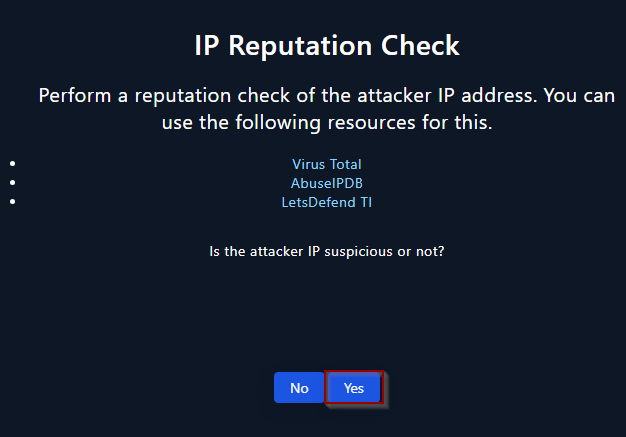 IP Reputation Check
Perform a reputation check of the attacker IP address. You can
use the following resources for this.
Virus Total
AbuseIPDB
LetsDefend TI
Is the attacker IP suspicious or not?
No Yes